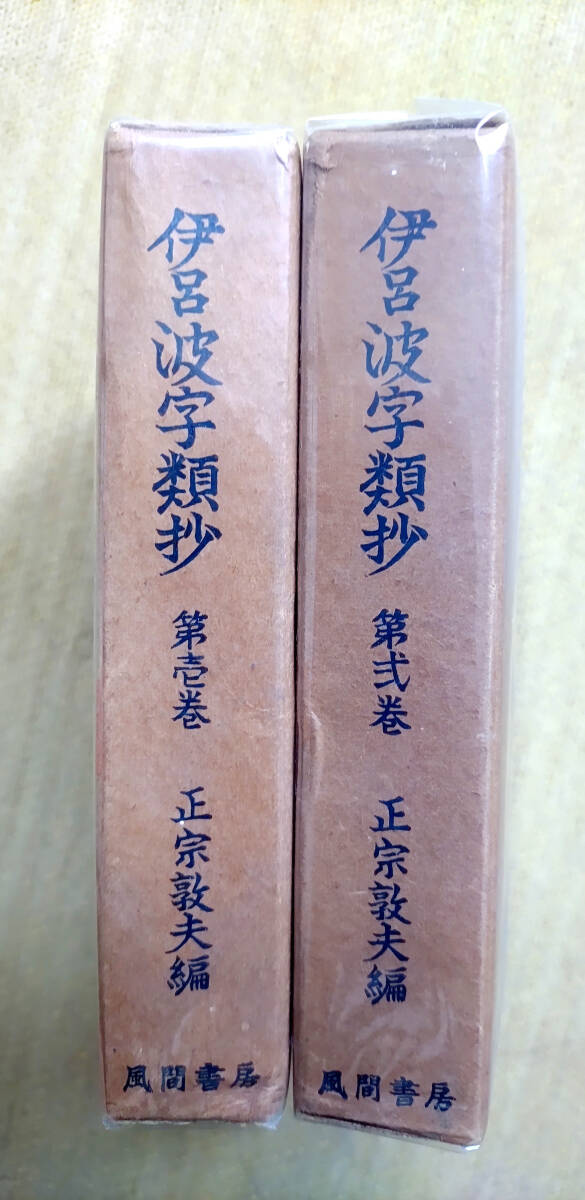 伊呂波字類抄
第壱巻
正宗敦夫編
風間書房
伊呂波字類抄
第弐巻
正宗敦夫編
風間書房